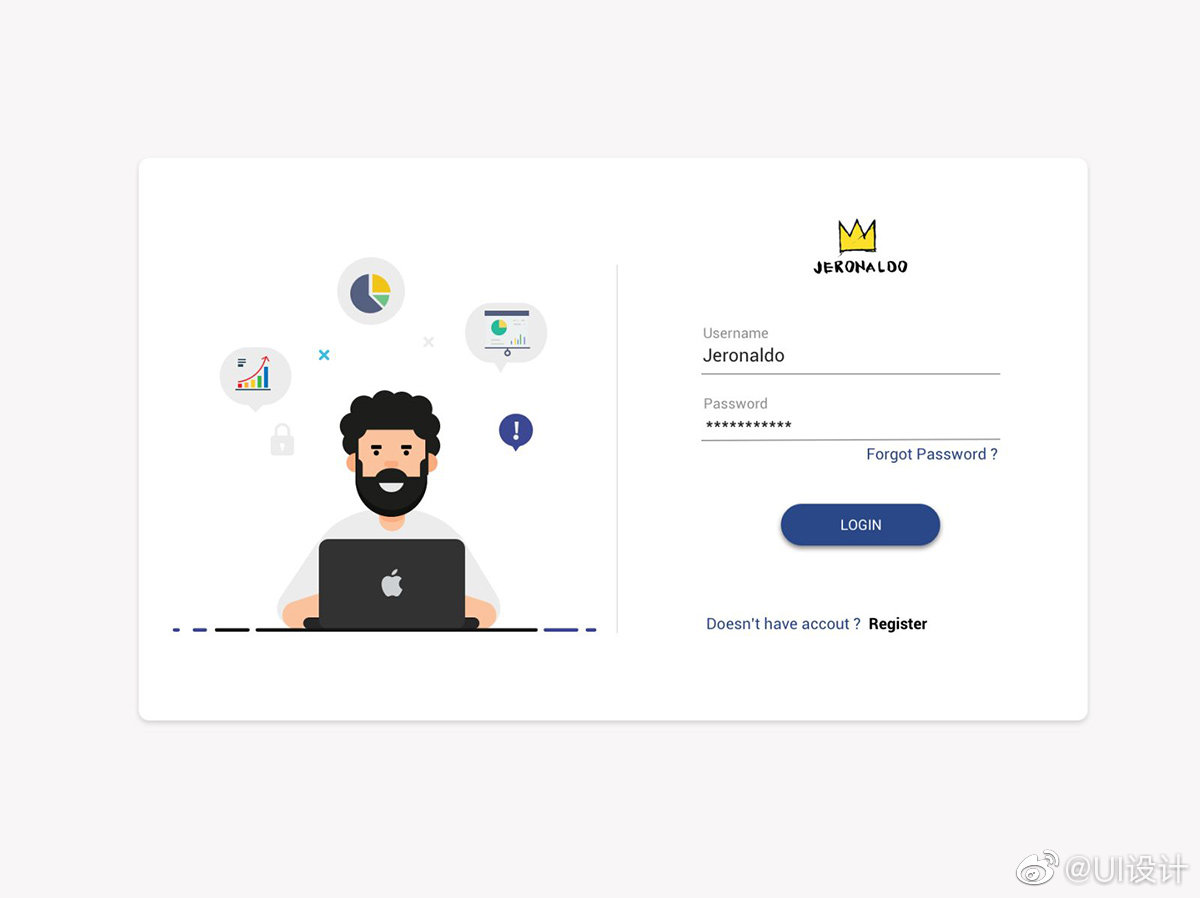 JERONALDO
Username
Jeronaldo
Password
***********
Forgot Password ?
LOGIN
Doesn't have accout ? Register
@UI设计